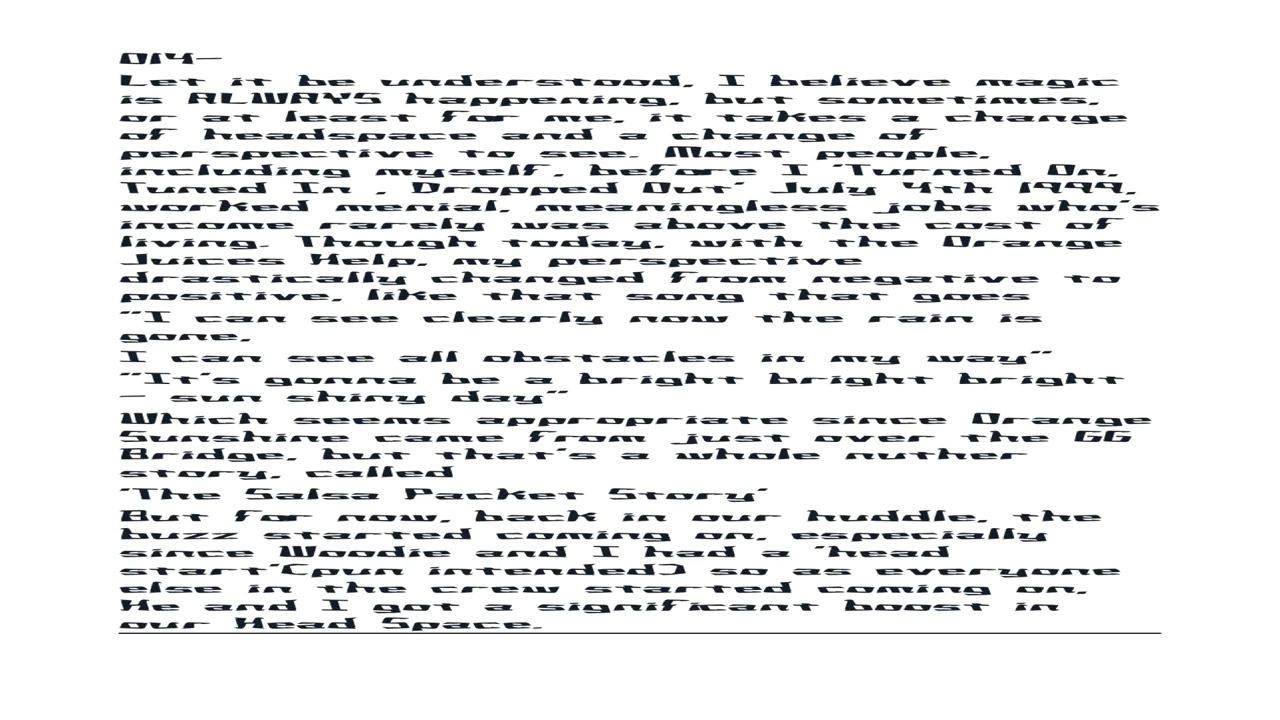 DIY—
Let it be understood, I believe magic
is ALWAYS happening, but sometimes,
or at least for me, it takes a change
of headspace and a change of
perspective to see. Most people,
including myself, before I 'Turned On,
Tuned In , Dropped Out' July 4th 1999,
worked menial, meaningless jobs who's
income rarely was above the cost of
living. Though today, with the Orange
Juices Help, my perspective
drastically changed from negative to
positive, like that song that goes
"I can see clearly now the rain is
gone,
I can see all obstacles in my way"
"It's gonna be a bright bright bright
— sun shiny day"
Which seems appropriate since Orange
Sunshine came from just over the GG
Bridge, but that's a whole nuther
story, called
'The Salsa Packet Story'
But for now, back in our huddle, the
buzz started coming on, especially
since Woodie and I had a 'head
start'(pun intended) so as everyone
else in the crew started coming on,
He and I got a significant boost in
our Head Space.